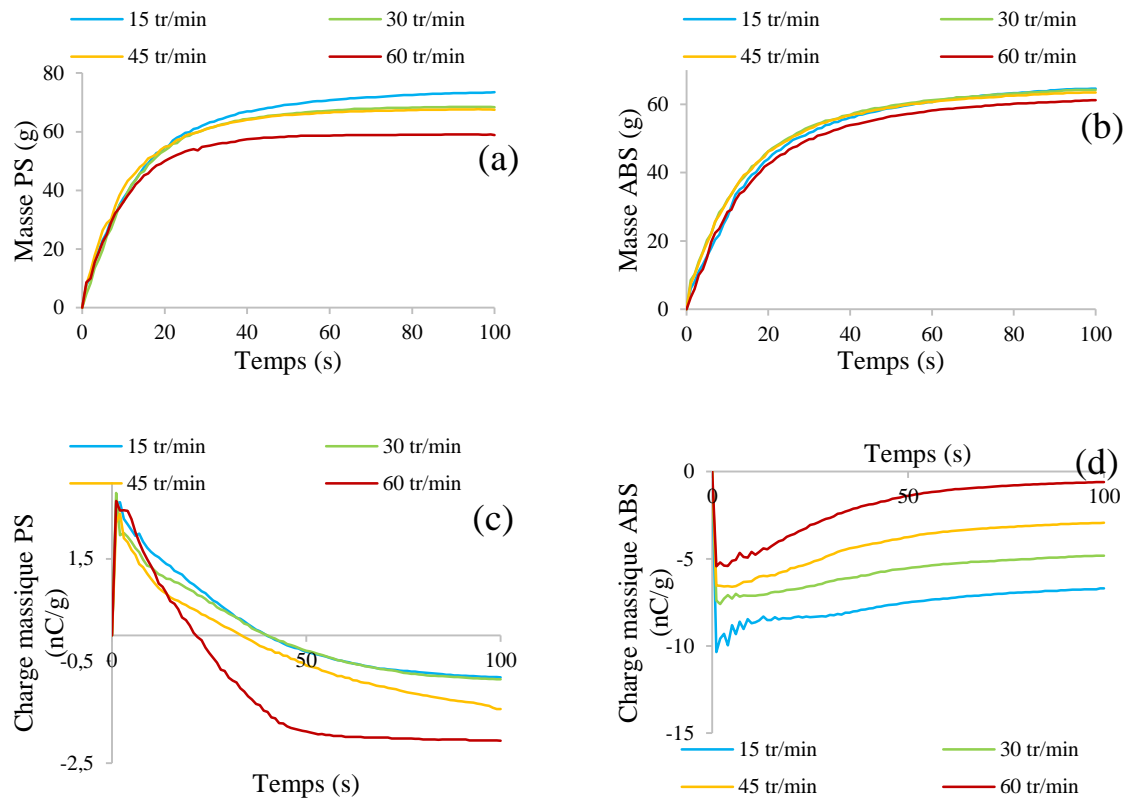 15 tr/min 30 tr/min
45 tr/min 60 tr/min
80
60
40
20
0
0 20 40 60 80 100
Masse PS (g)
Temps (s)
(a)
15 tr/min 30 tr/min
45 tr/min 60 tr/min
60
40
20
0
0 20 40 60 80 100
Masse ABS (g)
Temps (s)
(b)
15 tr/min 30 tr/min
45 tr/min 60 tr/min
1,5
-0,5
-2,5
0 50 100
Charge massique PS
(nC/g)
Temps (s)
(c)
Temps (s)
0
-5
-10
-15
0 50 100
Charge massique ABS
(nC/g)
(d)
15 tr/min 30 tr/min
45 tr/min 60 tr/min